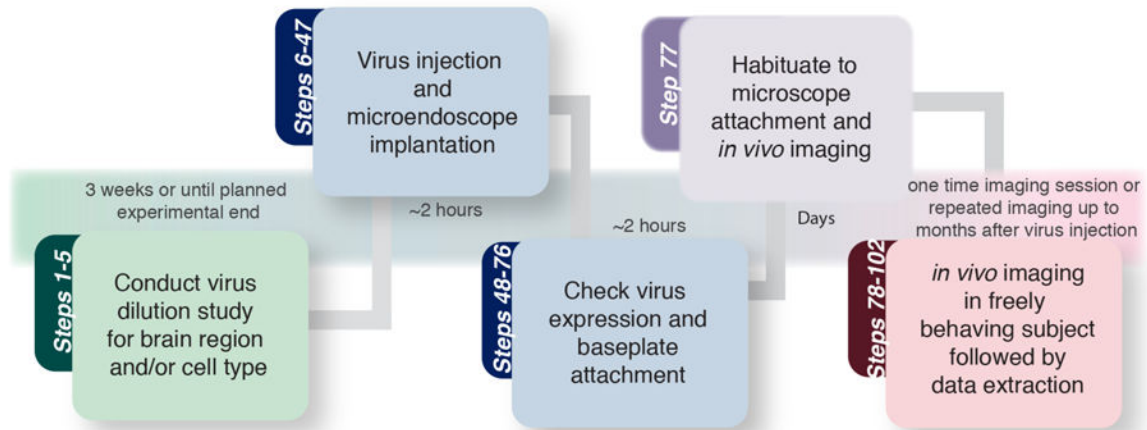 Steps 1-5
3 weeks or until planned
experimental end
Conduct virus
dilution study
for brain region
and/or cell type
Steps 6-47
Virus injection
and
microendoscope
implantation
~2 hours
Steps 48-76
~2 hours
Check virus
expression and
baseplate
attachment
Step 77
Habituate to
microscope
attachment and
in vivo imaging
Days
Steps 78-102
one time imaging session or
repeated imaging up to
months after virus injection
in vivo imaging
in freely
behaving subject
followed by
data extraction